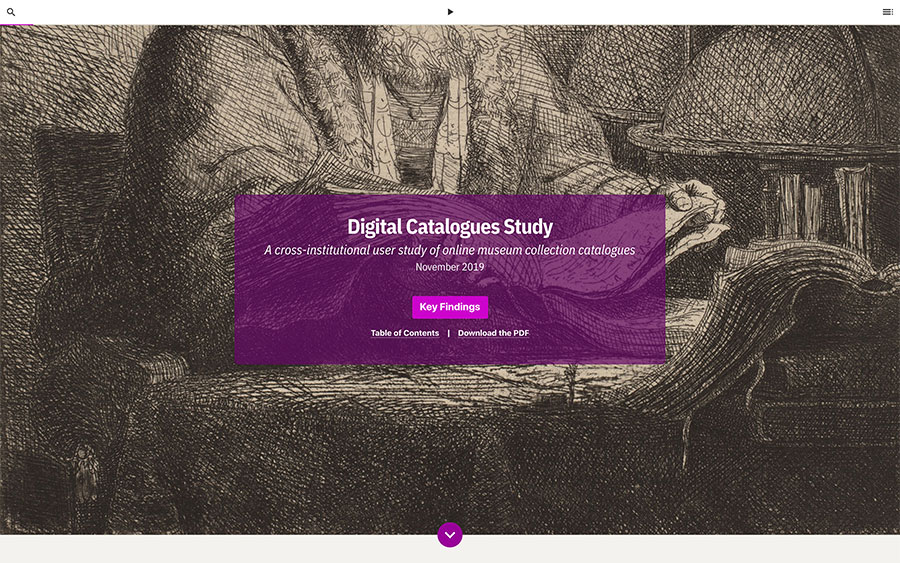 Digital Catalogues Study
A cross-institutional user study of online museum collection catalogues
November 2019
Key Findings
Table of Contents | Download the PDF